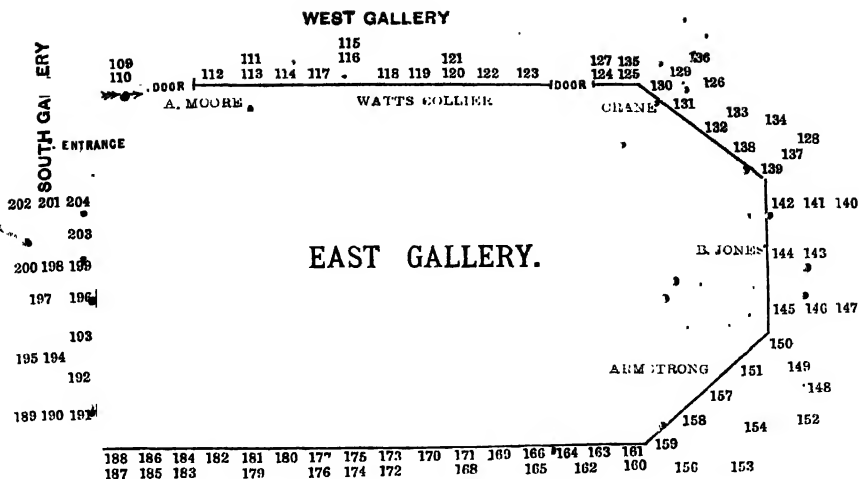 WEST GALLERY
115
109 111 116 121 127 135 136
110 DOOR 112 113 114 117 118 119 120 122 123 DOOR 124 125 130 129 126
A. MOORE WATTS COLLIER CRANE 131 133 134
132 128
SOUTH GALLERY
ENTRANCE 138 137
139
202 201 204 142 141 140
203
EAST GALLERY.
B. JONES 144 143
200 198 199
197 196
145 146 147
193
150
195 194
ARMSTRONG 151 149
192 148
157
189 190 191 158 154 152
159
188 186 184 182 181 180 177 175 173 170 171 169 166 164 163 161
187 185 183 179 176 174 172 168 165 162 160 156 153